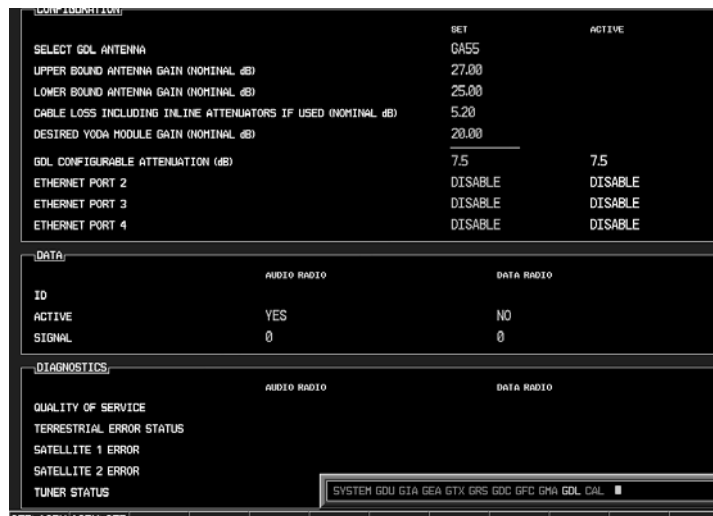 CONFIGURATION
SET ACTIVE
SELECT GDL ANTENNA GA55
UPPER BOUND ANTENNA GAIN (NOMINAL dB) 27.00
LOWER BOUND ANTENNA GAIN (NOMINAL dB) 25.00
CABLE LOSS INCLUDING INLINE ATTENUATORS IF USED (NOMINAL dB) 5.20
DESIRED YODA MODULE GAIN (NOMINAL dB) 20.00
GDL CONFIGURABLE ATTENUATION (dB) 7.5 7.5
ETHERNET PORT 2 DISABLE DISABLE
ETHERNET PORT 3 DISABLE DISABLE
ETHERNET PORT 4 DISABLE DISABLE
DATA
AUDIO RADIO DATA RADIO
ID
ACTIVE YES NO
SIGNAL 0 0
DIAGNOSTICS
AUDIO RADIO DATA RADIO
QUALITY OF SERVICE
TERRESTRIAL ERROR STATUS
SATELLITE 1 ERROR
SATELLITE 2 ERROR
TUNER STATUS
SYSTEM GDU GIA GEA GTX GRS GDC GFC GMA GDL CAL